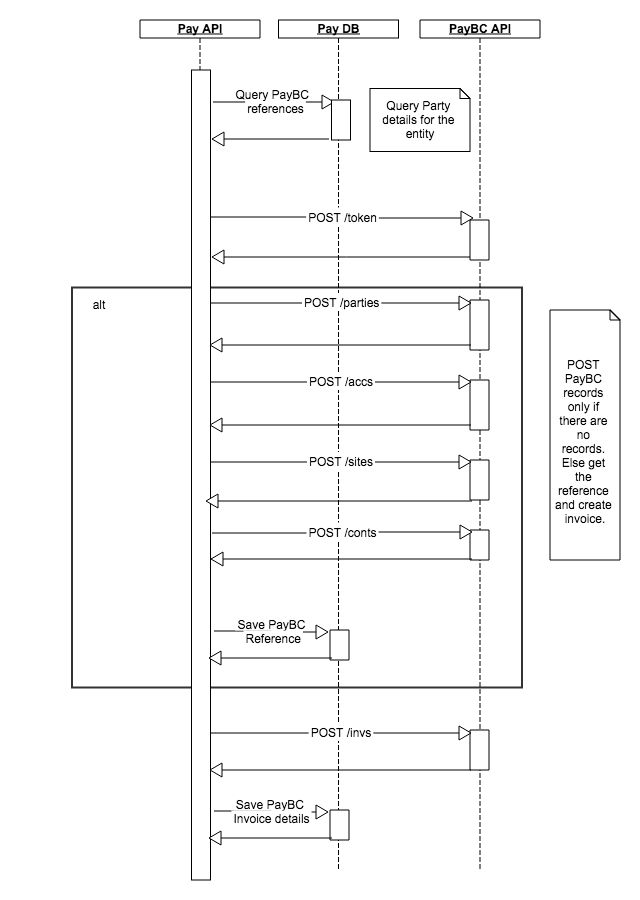 Pay API
Pay DB
PayBC API
Query PayBC
references
Query Party
details for the
entity
POST /token
alt
POST /parties
POST /accs
POST /sites
POST /conts
POST
PayBC
records
only if
there are
no
records.
Else get
the
reference
and create
invoice.
Save PayBC
Reference
POST /invs
Save PayBC
Invoice details